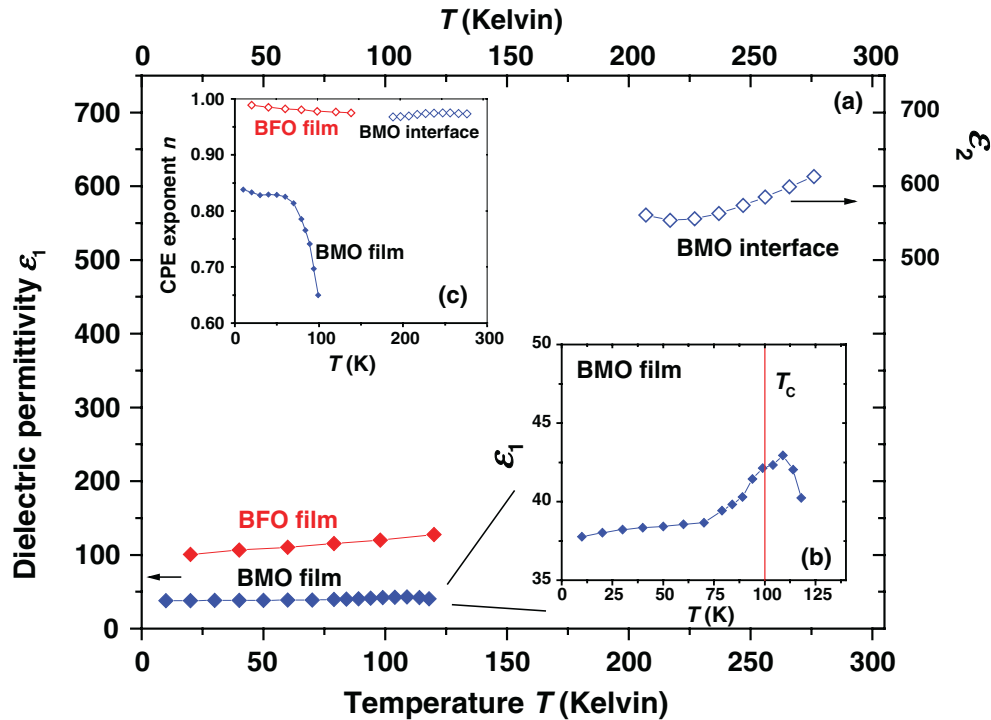 T (Kelvin)
0 50 100 150 200 250 300
(a)
700
600
500
400
300
200
100
0
Dielectric permittivity ε1
700
600
500
ε2
BMO interface
BFO film
BMO film
0 50 100 150 200 250 300
Temperature T (Kelvin)
1.00
0.90
0.80
0.70
0.60
CPE exponent n
BFO film
BMO interface
BMO film
(c)
0 100 200 300
T (K)
50
45
40
35
ε1
BMO film
TC
(b)
0 25 50 75 100 125
T (K)